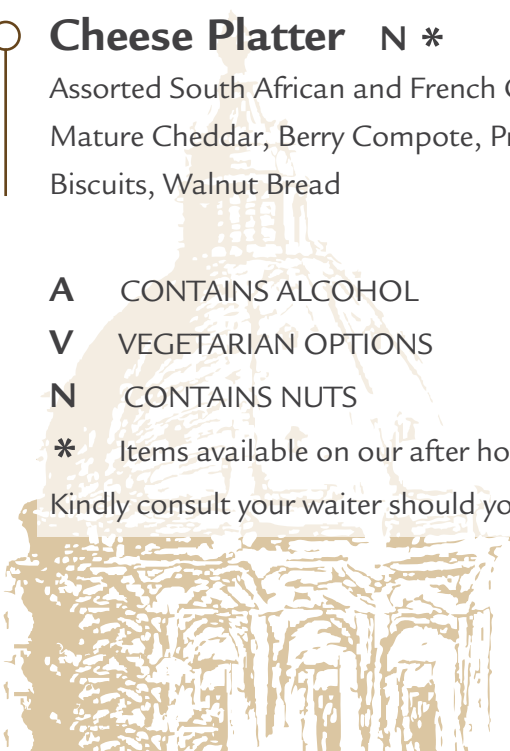 Cheese Platter N *
Assorted South African and French
Mature Cheddar, Berry Compote,
Biscuits, Walnut Bread
A CONTAINS ALCOHOL
V VEGETARIAN OPTIONS
N CONTAINS NUTS
* Items available on our after
Kindly consult your waiter should